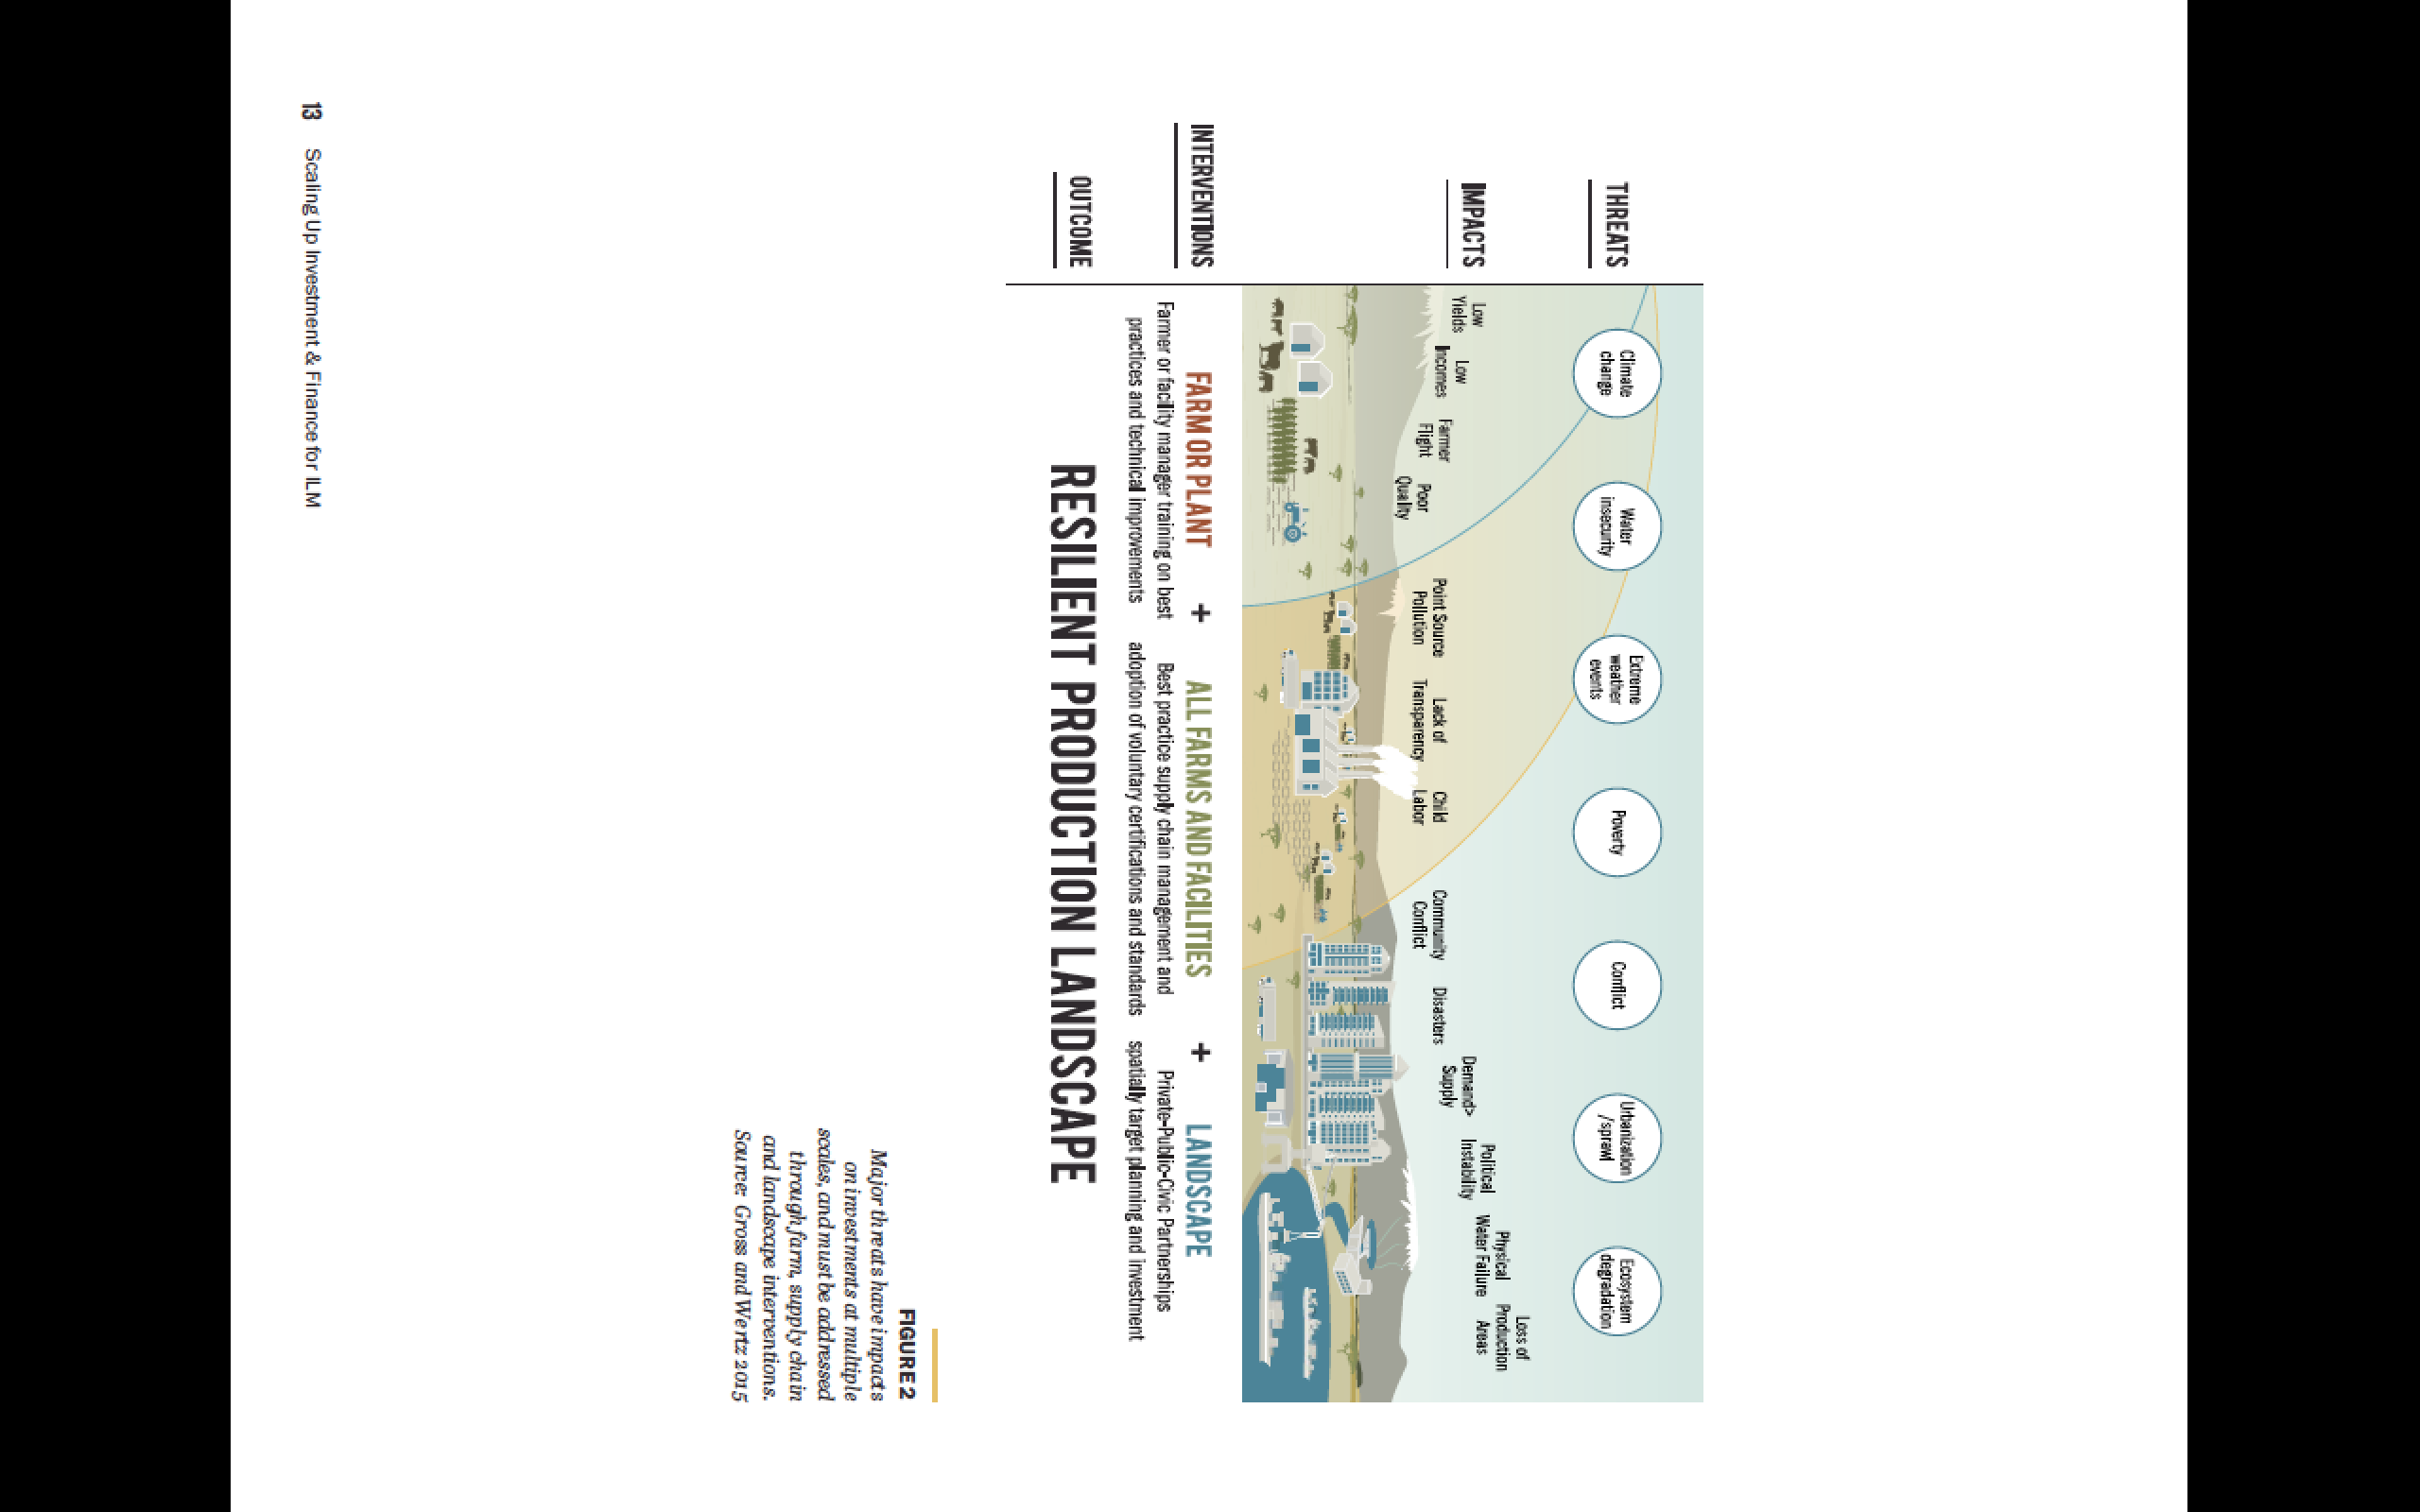 THREATS
Climate
change
Water
insecurity
Extreme
weather
events
Poverty
Conflict
Urbanization
/sprawl
Ecosystem
degradation
IMPACTS
Low
Yields
Low
Incomes
Farmer
Flight
Poor
Quality
Point Source
Pollution
Lack of
Transparency
Child
Labor
Community
Conflict
Disasters
Demand>
Supply
Political
Instability
Physical
Water Failure
Loss of
Production
Areas
INTERVENTIONS
FARM OR PLANT
Farmer or facility manager training on best
practices and technical improvements
+
ALL FARMS AND FACILITIES
Best practice supply chain management and
adoption of voluntary certifications and standards
+
LANDSCAPE
Private-Public-Civic Partnerships
spatially target planning and investment
OUTCOME
RESILIENT PRODUCTION LANDSCAPE
FIGURE 2
Major threats have impacts
on investments at multiple
scales, and must be addressed
through farm, supply chain
and landscape interventions.
Source: Gross and Wertz 2015
13 Scaling Up Investment & Finance for ILM